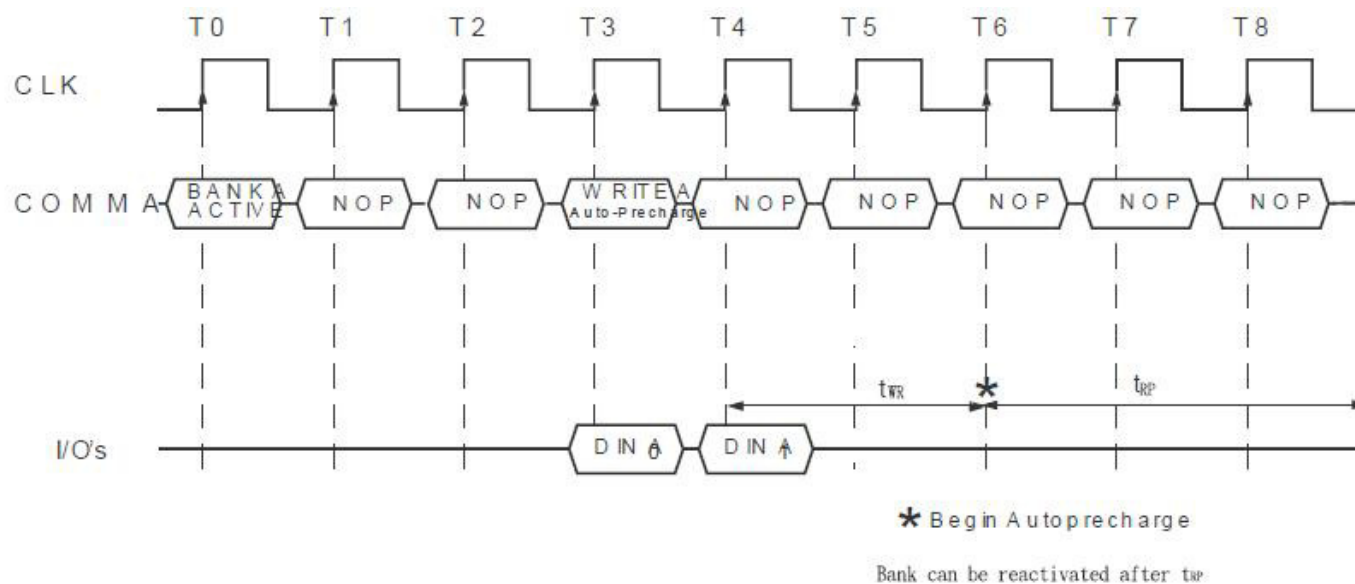 T0 T1 T2 T3 T4 T5 T6 T7 T8
CLK
COMMA
BANK A
ACTIVE
NOP
NOP
WRITE A
Auto-Precharge
NOP
NOP
NOP
NOP
NOP
tWR
*
tRP
I/O's
DIN A0
DIN A1
* Begin Autoprecharge
Bank can be reactivated after tRP